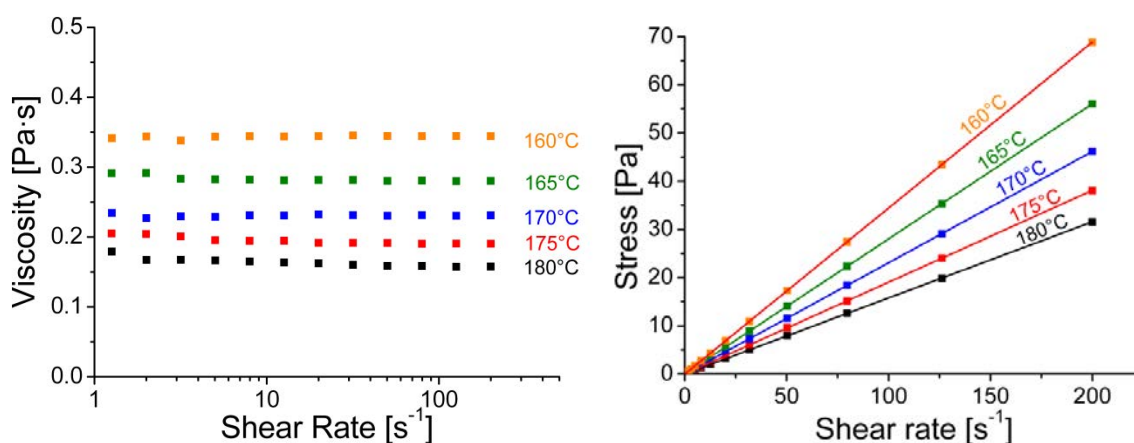 Viscosity [Pa·s]
0.5
0.4
0.3
0.2
0.1
0.0
160°C
165°C
170°C
175°C
180°C
1
10
100
Shear Rate [s⁻¹]
Stress [Pa]
70
60
50
40
30
20
10
0
160°C
165°C
170°C
175°C
180°C
0
50
100
150
200
Shear rate [s⁻¹]